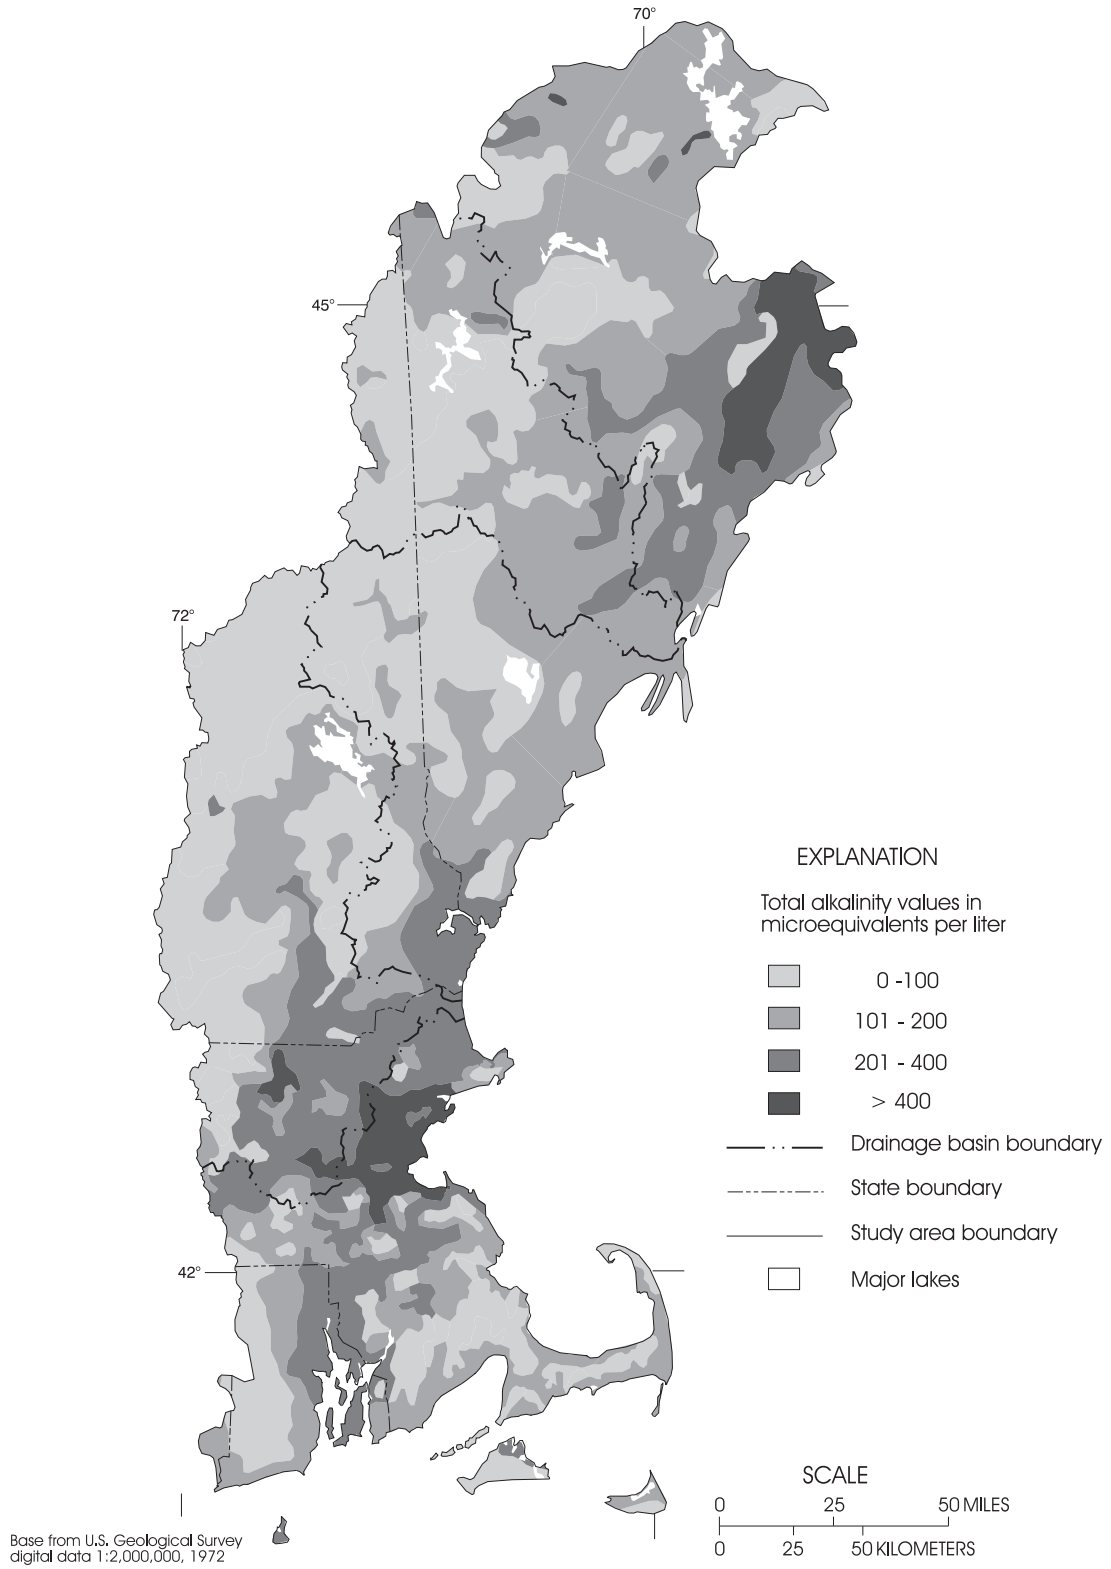 70°
45°
72°
42°
EXPLANATION
Total alkalinity values in
microequivalents per liter
0 -100
101 - 200
201 - 400
> 400
Drainage basin boundary
State boundary
Study area boundary
Major lakes
SCALE
0 25 50 MILES
0 25 50 KILOMETERS
Base from U.S. Geological Survey
digital data 1:2,000,000, 1972